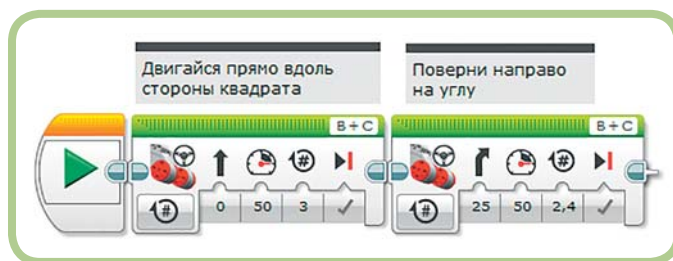 Двигайся прямо вдоль
стороны квадрата
Поверни направо
на углу
B+C
B+C
# #
0 50 3
# #
25 50 2,4